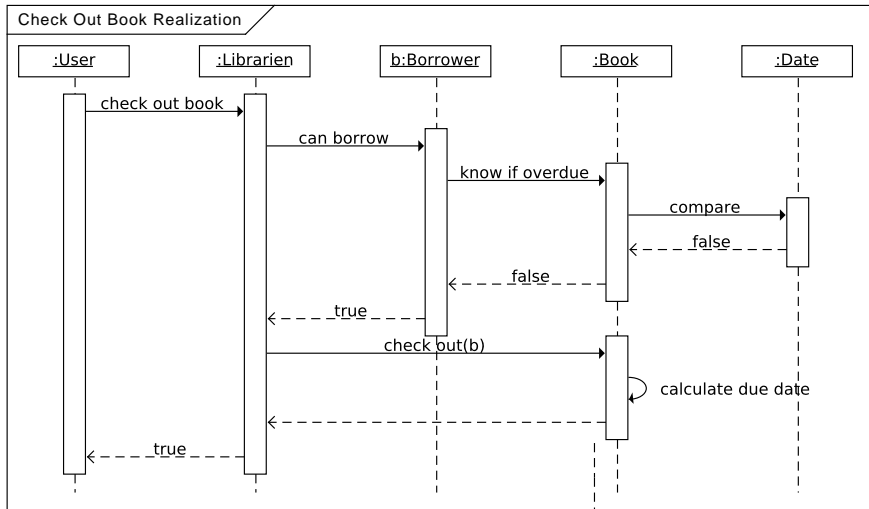 Check Out Book Realization
:User
:Librarien
b:Borrower
:Book
:Date
check out book
can borrow
know if overdue
compare
false
false
true
check out(b)
calculate due date
true